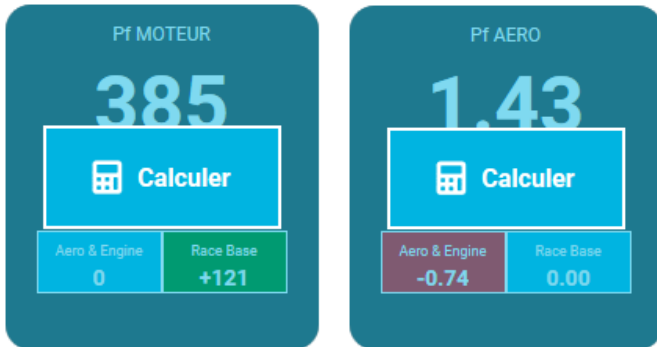 Pf MOTEUR
385
Calculer
Aero & Engine
0
Race Base
+121
Pf AERO
1.43
Calculer
Aero & Engine
-0.74
Race Base
0.00